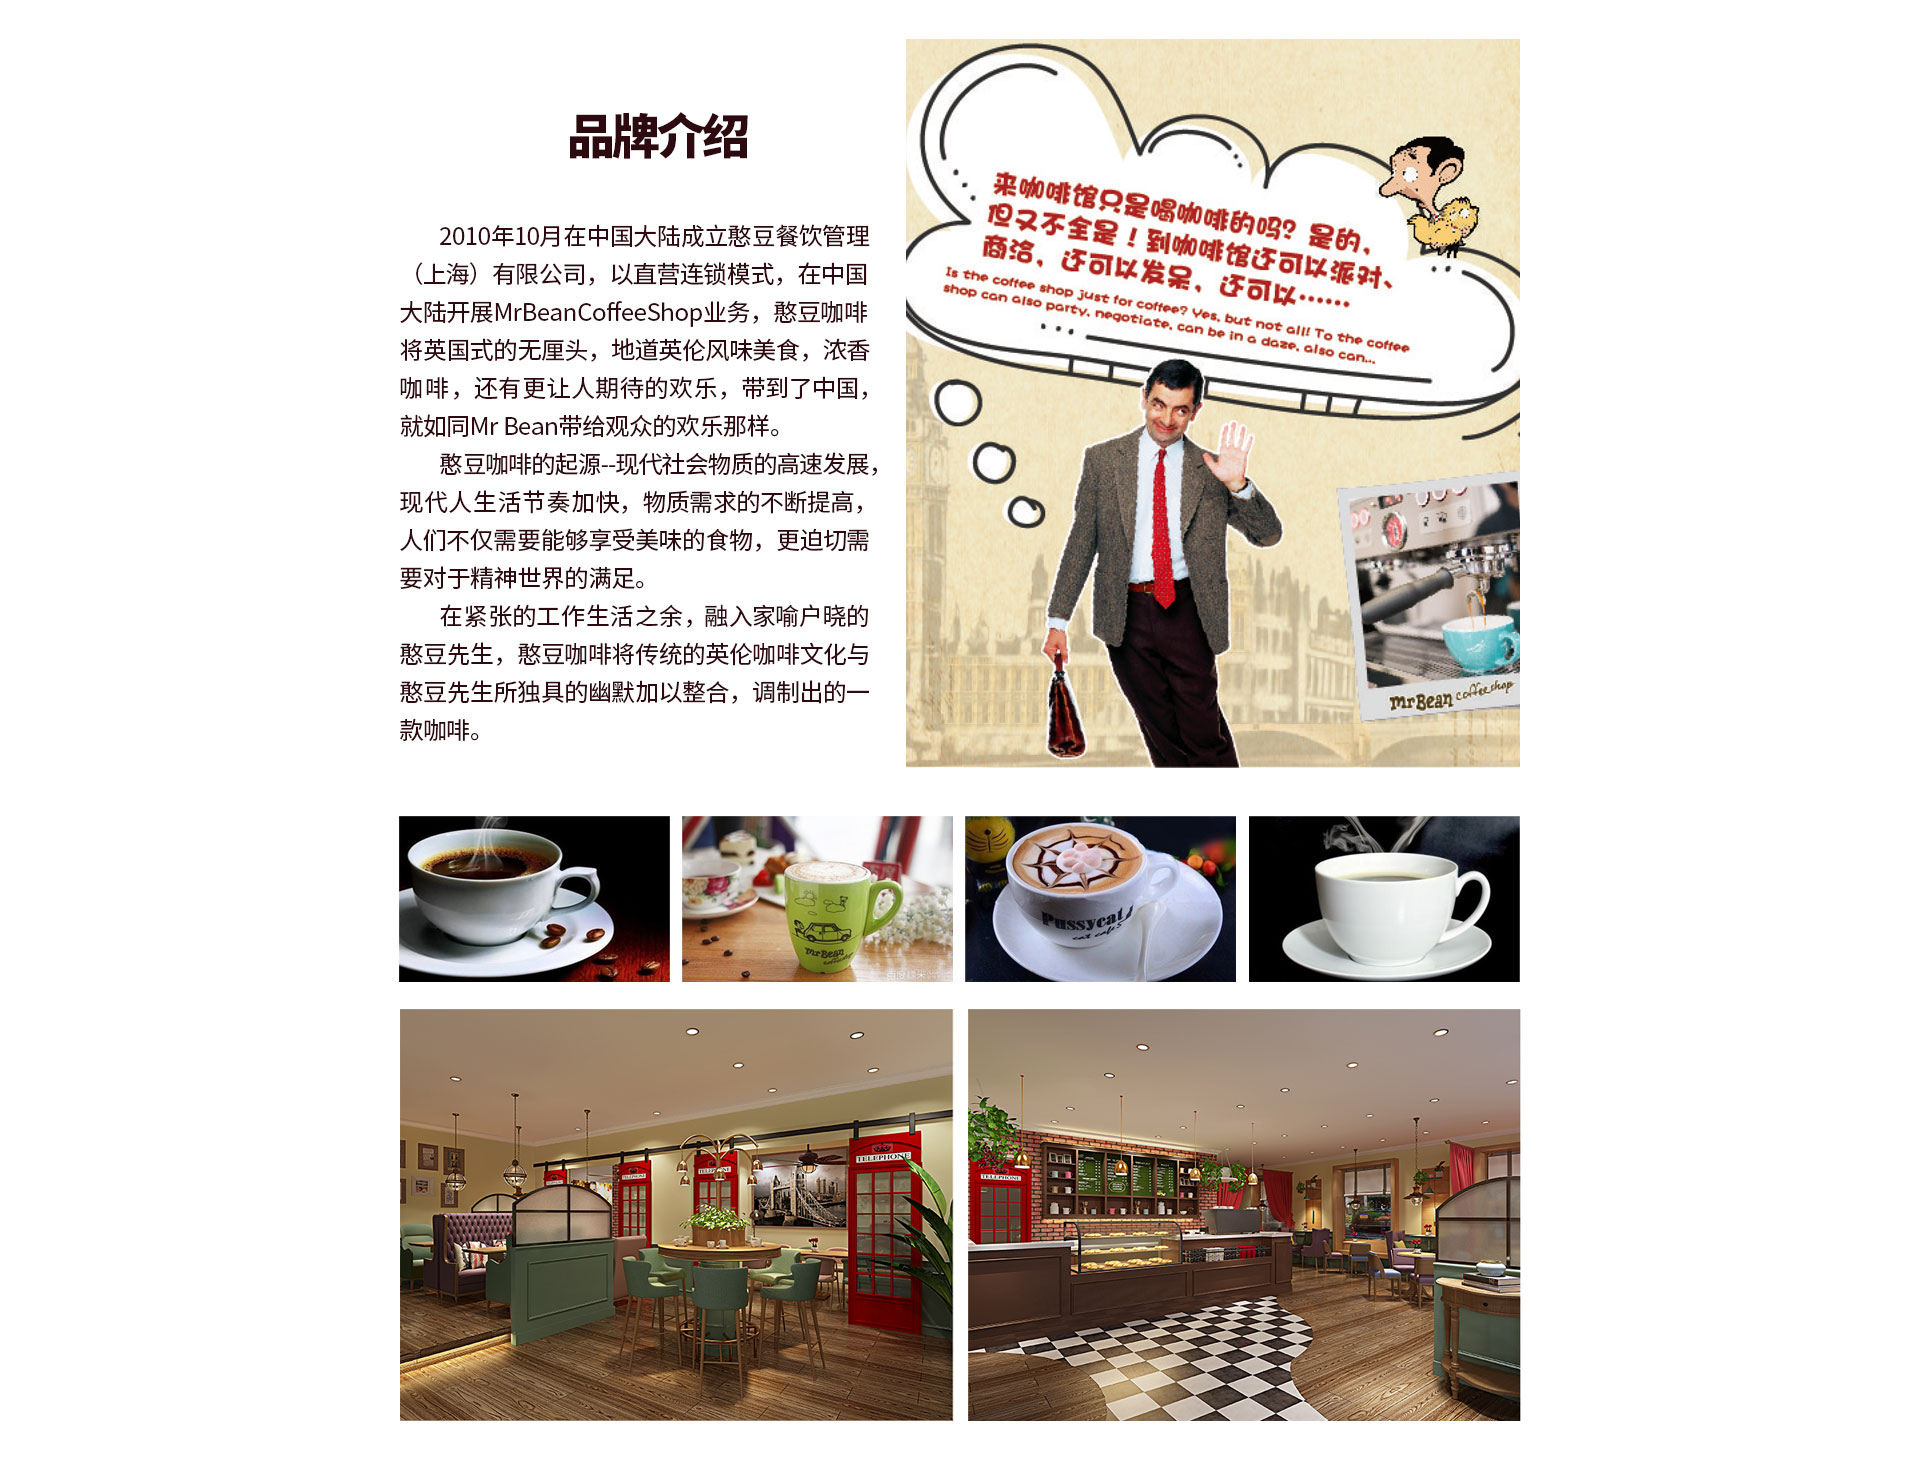 品牌介绍
2010年10月在中国大陆成立憨豆餐饮管理
（上海）有限公司，以直营连锁模式，在中国
大陆开展MrBeanCoffeeShop业务，憨豆咖啡
将英国式的无厘头，地道英伦风味美食，浓香
咖啡，还有更让人期待的欢乐，带到了中国，
就如同Mr Bean带给观众的欢乐那样。
憨豆咖啡的起源--现代社会物质的高速发展，
现代人生活节奏加快，物质需求的不断提高，
人们不仅需要能够享受美味的食物，更迫切需
要对于精神世界的满足。
在紧张的工作生活之余，融入家喻户晓的
憨豆先生，憨豆咖啡将传统的英伦咖啡文化与
憨豆先生所独具的幽默加以整合，调制出的一
款咖啡。
来咖啡馆只是喝咖啡的吗？是的，
但又不全是！到咖啡馆还可以派对、
商洽，还可以发呆，还可以……
Is the coffee shop just for coffee? Yes, but not all! To the coffee
shop can also party, negotiate, can be in a daze, also can...
mrBean coffeeshop
mrBean
coffeeshop
Pussycat
cat cafe
TELEPHONE
TELEPHONE
TELEPHONE
TELEPHONE